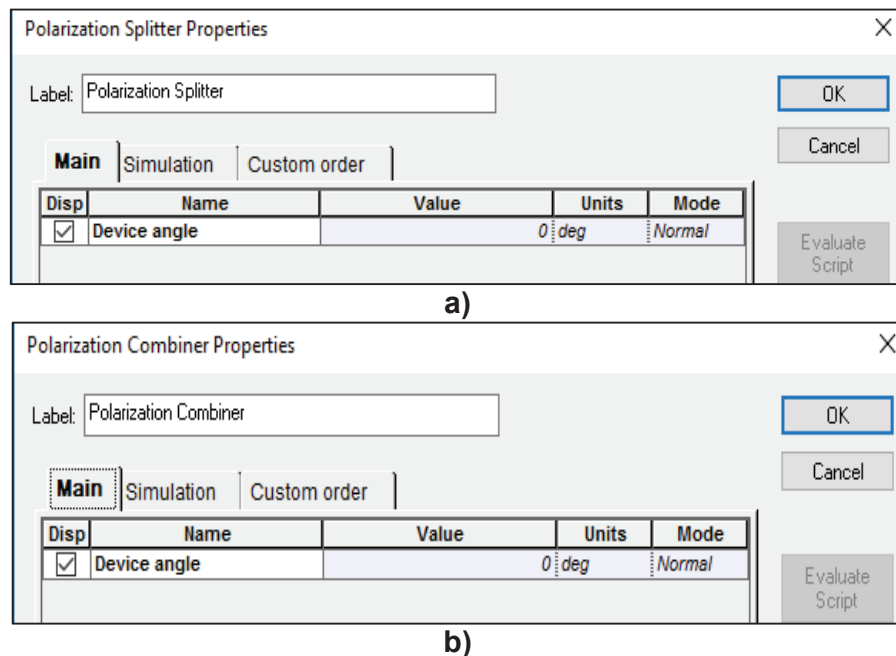 Polarization Splitter Properties
Label: Polarization Splitter
OK
Cancel
Main Simulation Custom order
Disp Name Value Units Mode
Device angle 0 deg Normal
Evaluate
Script
a)
Polarization Combiner Properties
Label: Polarization Combiner
OK
Cancel
Main Simulation Custom order
Disp Name Value Units Mode
Device angle 0 deg Normal
Evaluate
Script
b)